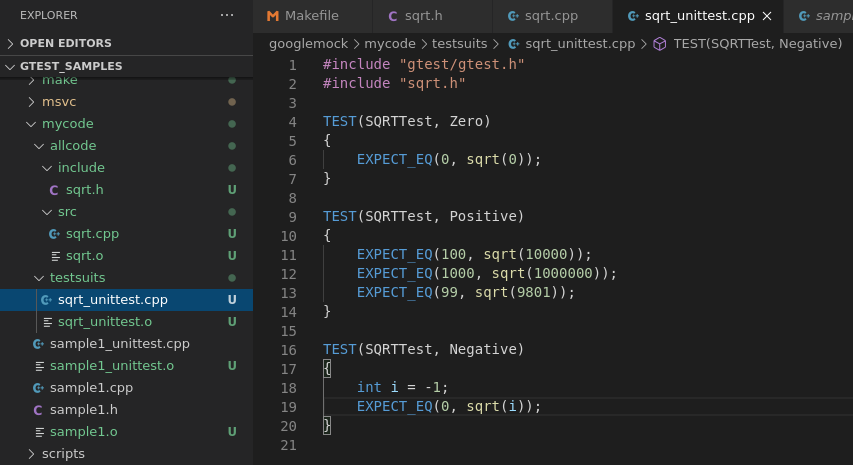 EXPLORER
···
OPEN EDITORS
GTEST_SAMPLES
make
msvc
mycode
allcode
include
C sqrt.h U
src
sqrt.cpp U
sqrt.o U
testsuits
sqrt_unittest.cpp U
sqrt_unittest.o U
sample1_unittest.cpp
sample1_unittest.o U
sample1.cpp
C sample1.h
sample1.o U
scripts
M Makefile C sqrt.h sqrt.cpp sqrt_unittest.cpp × samp
googlemock > mycode > testsuits > sqrt_unittest.cpp > TEST(SQRTTest, Negative)
1 #include "gtest/gtest.h"
2 #include "sqrt.h"
3
4 TEST(SQRTTest, Zero)
5 {
6 EXPECT_EQ(0, sqrt(0));
7 }
8
9 TEST(SQRTTest, Positive)
10 {
11 EXPECT_EQ(100, sqrt(10000));
12 EXPECT_EQ(1000, sqrt(1000000));
13 EXPECT_EQ(99, sqrt(9801));
14 }
15
16 TEST(SQRTTest, Negative)
17 {
18 int i = -1;
19 EXPECT_EQ(0, sqrt(i));
20 }
21